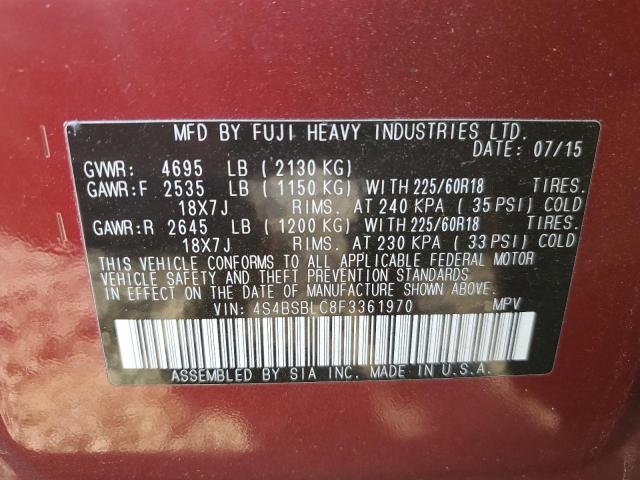 MFD BY FUJI HEAVY INDUSTRIES LTD.
DATE: 07/15
GVWR: 4695 LB ( 2130 KG)
GAWR:F 2535 LB ( 1150 KG) WITH 225/60R18 TIRES.
18X7J RIMS. AT 240 KPA ( 35 PSI) COLD
GAWR:R 2645 LB ( 1200 KG) WITH 225/60R18 TIRES.
18X7J RIMS. AT 230 KPA ( 33 PSI) COLD
THIS VEHICLE CONFORMS TO ALL APPLICABLE FEDERAL MOTOR
VEHICLE SAFETY AND THEFT PREVENTION STANDARDS
IN EFFECT ON THE DATE OF MANUFACTURE SHOWN ABOVE.
VIN: 4S4BSBLC8F3361970 MPV
ASSEMBLED BY SIA INC. MADE IN U.S.A.